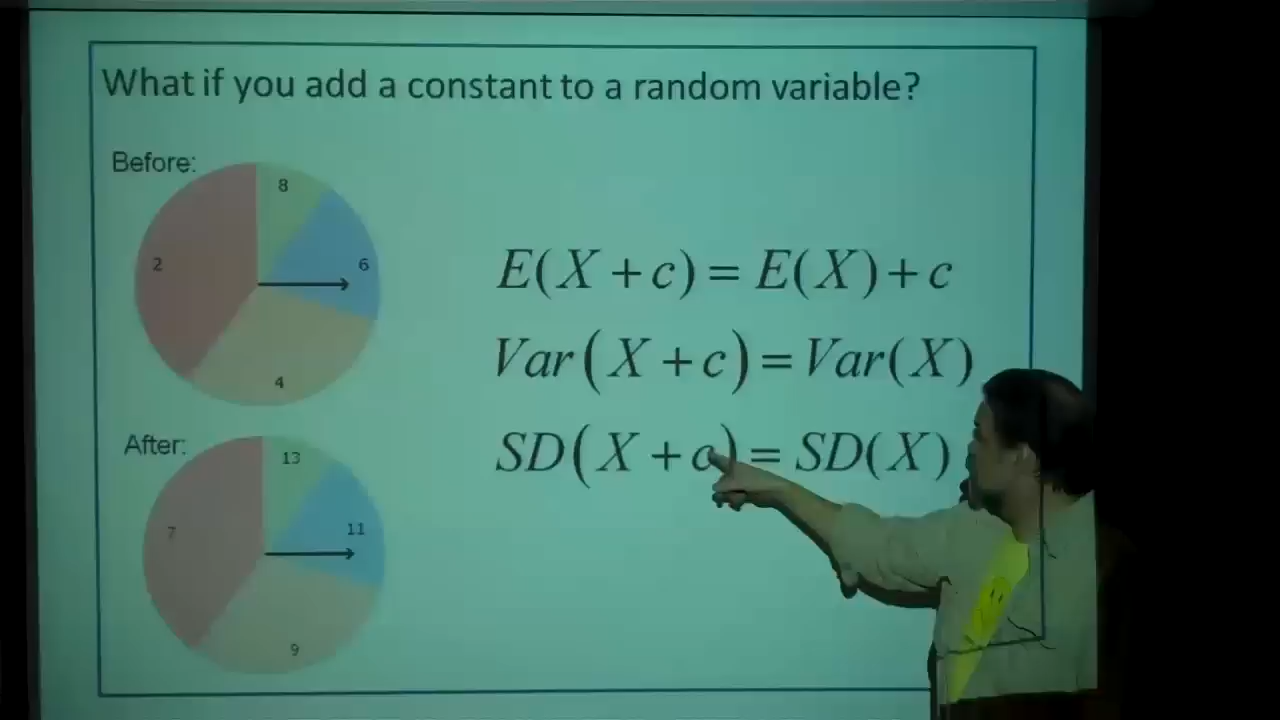 What if you add a constant to a random variable?
Before:
8
2
6
4
E(X + c) = E(X) + c
Var(X + c) = Var(X)
SD(X + c) = SD(X)
After:
13
7
11
9